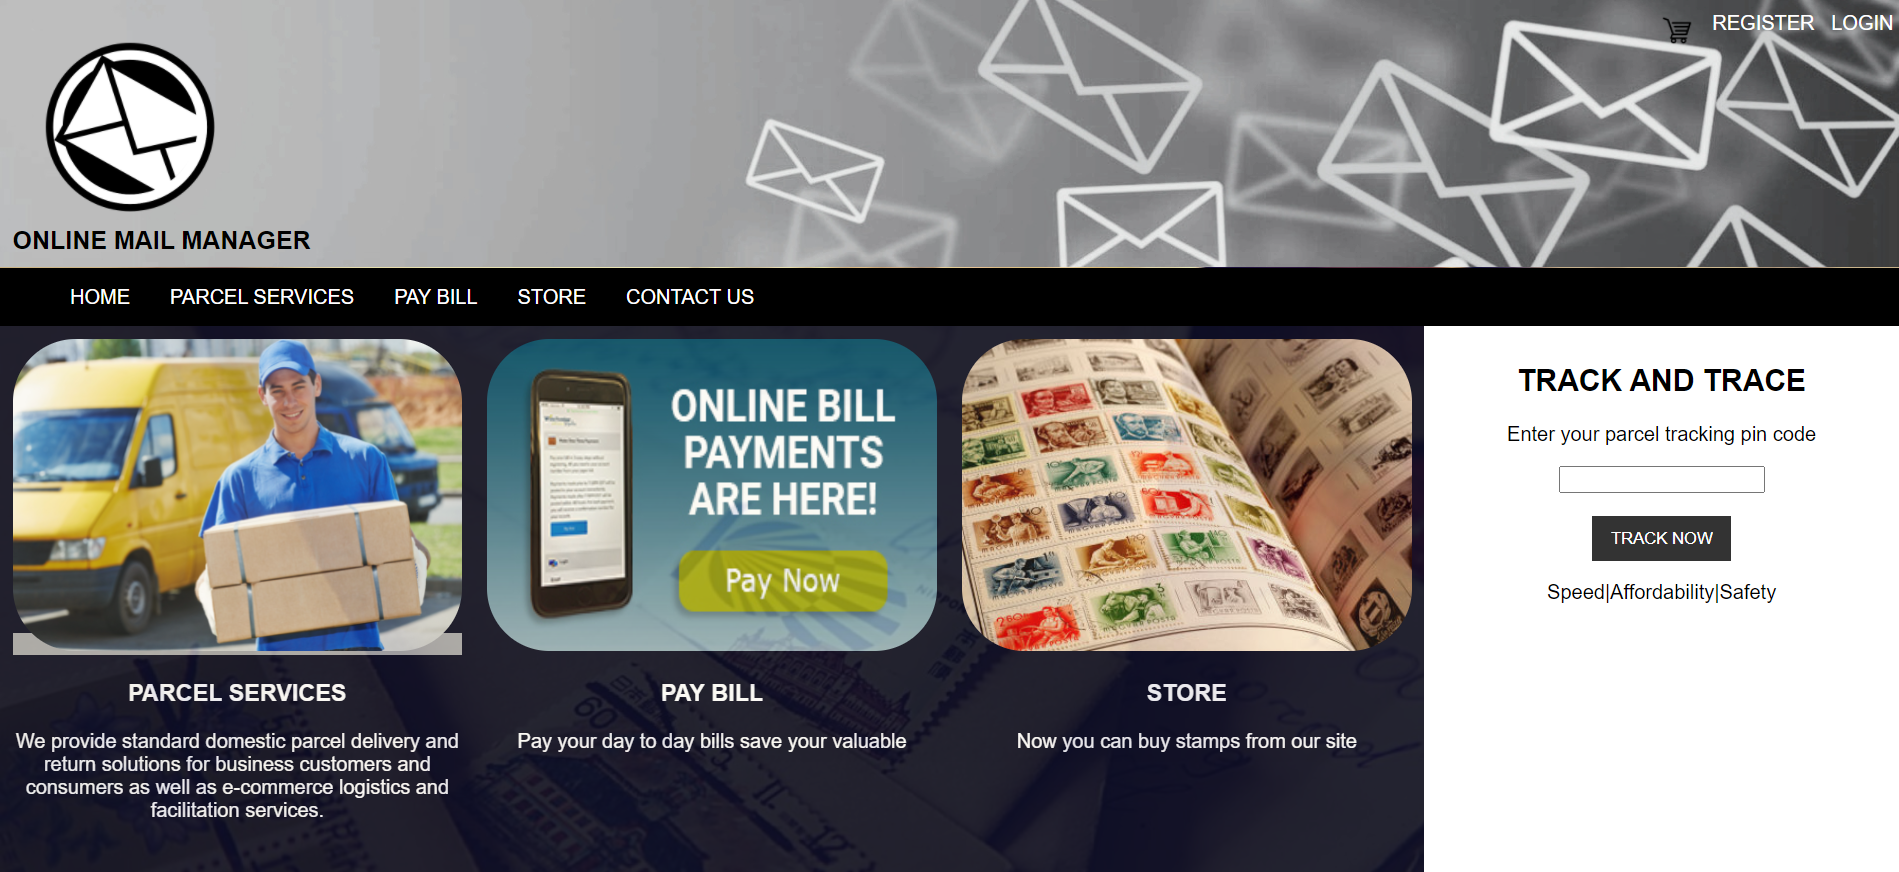 REGISTER LOGIN
ONLINE MAIL MANAGER
HOME PARCEL SERVICES PAY BILL STORE CONTACT US
ONLINE BILL
PAYMENTS
ARE HERE!
Pay Now
PARCEL SERVICES
We provide standard domestic parcel delivery and
return solutions for business customers and
consumers as well as e-commerce logistics and
facilitation services.
PAY BILL
Pay your day to day bills save your valuable
STORE
Now you can buy stamps from our site
TRACK AND TRACE
Enter your parcel tracking pin code
TRACK NOW
Speed|Affordability|Safety